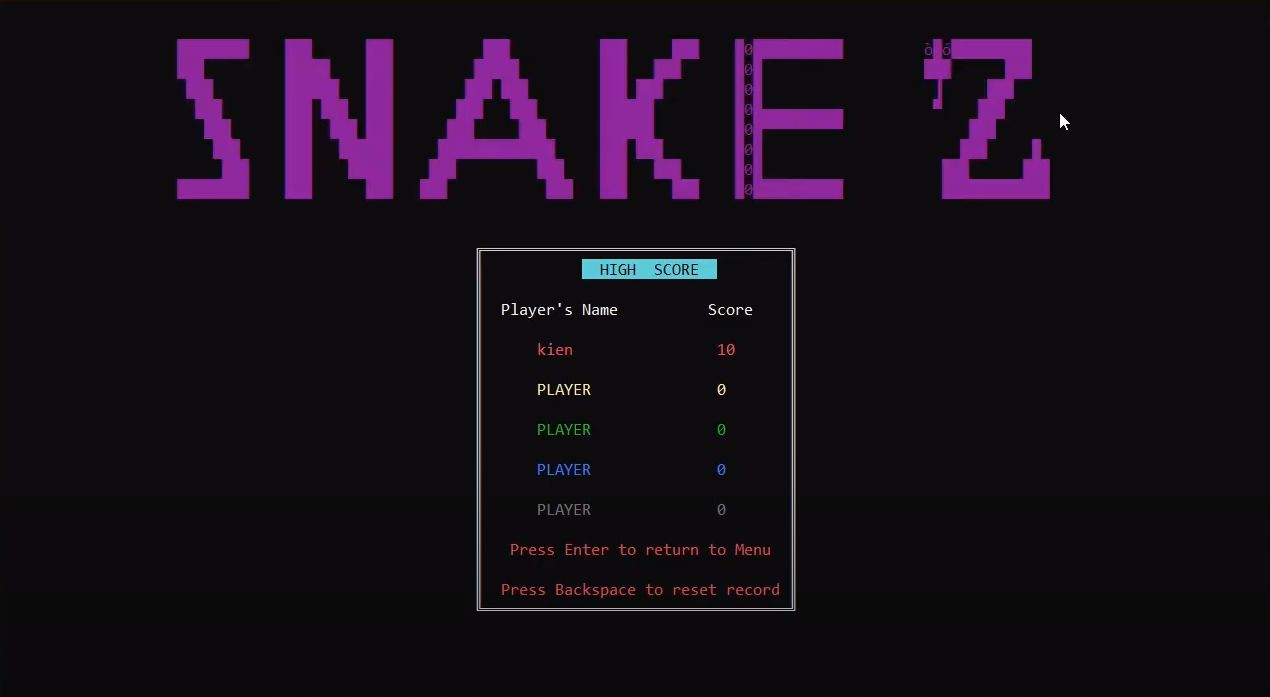 SNAKE Z
HIGH SCORE
Player's Name Score
kien 10
PLAYER 0
PLAYER 0
PLAYER 0
PLAYER 0
Press Enter to return to Menu
Press Backspace to reset record